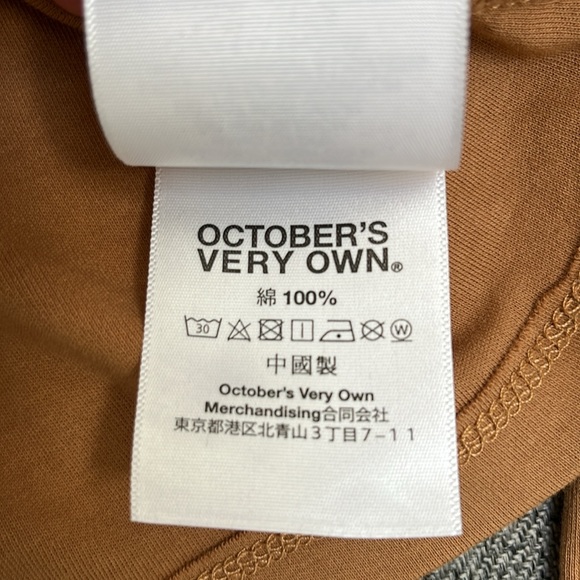 OCTOBER'S
VERY OWN®
綿 100%
30 W
中國製
October's Very Own
Merchandising合同会社
東京都港区北青山3丁目7-11